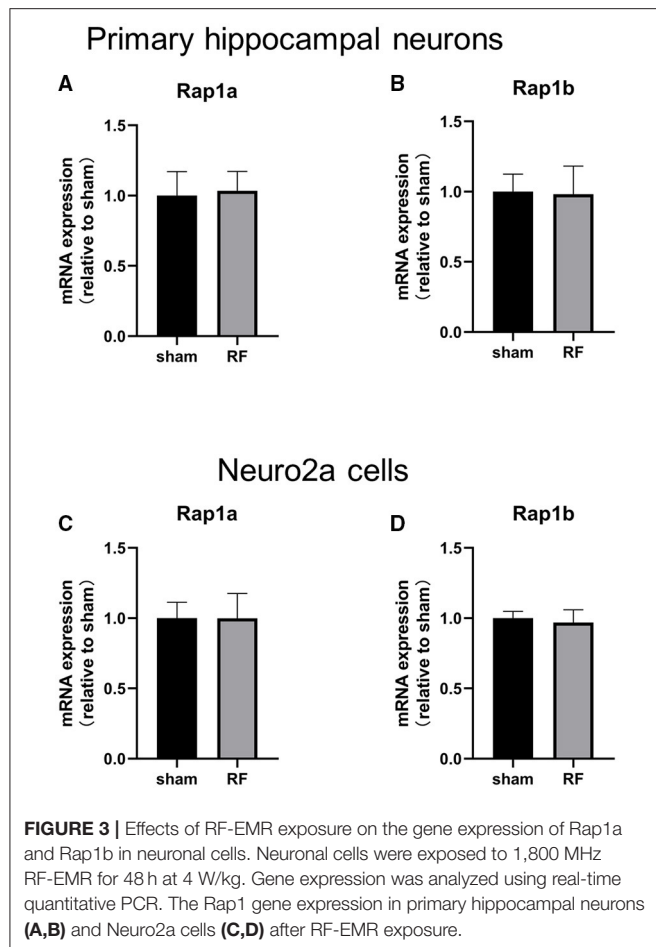 Primary hippocampal neurons
A
Rap1a
mRNA expression
(relative to sham)
1.5
1.0
0.5
0.0
sham RF
B
Rap1b
mRNA expression
(relative to sham)
1.5
1.0
0.5
0.0
sham RF
Neuro2a cells
C
Rap1a
mRNA expression
(relative to sham)
1.5
1.0
0.5
0.0
sham RF
D
Rap1b
mRNA expression
(relative to sham)
1.5
1.0
0.5
0.0
sham RF
FIGURE 3 | Effects of RF-EMR exposure on the gene expression of Rap1a
and Rap1b in neuronal cells. Neuronal cells were exposed to 1,800 MHz
RF-EMR for 48 h at 4 W/kg. Gene expression was analyzed using real-time
quantitative PCR. The Rap1 gene expression in primary hippocampal neurons
(A,B) and Neuro2a cells (C,D) after RF-EMR exposure.